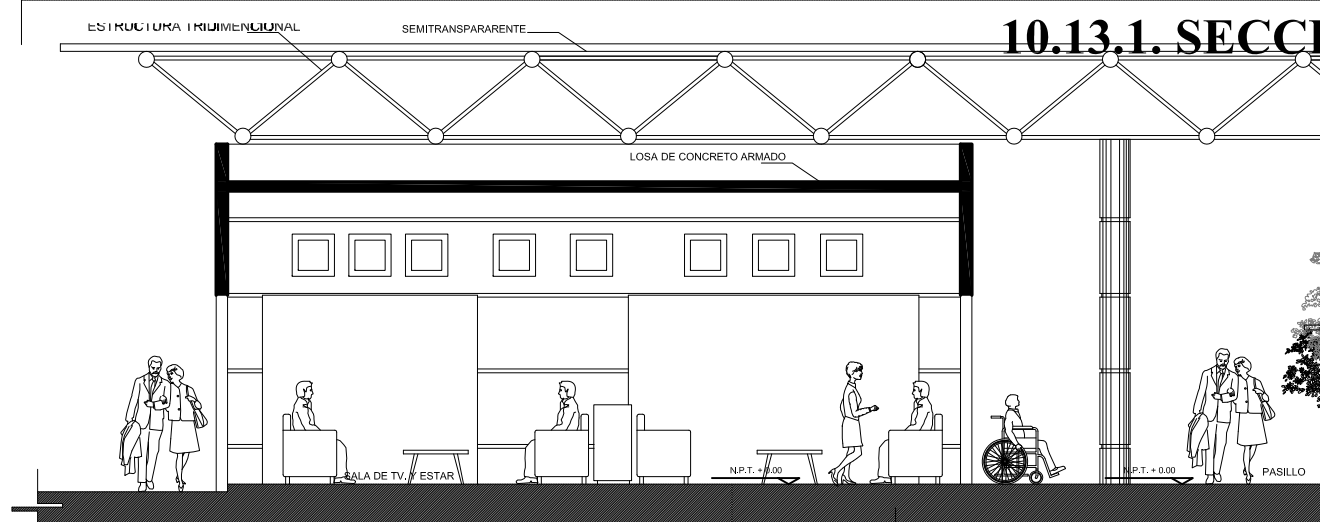 ESTRUCTURA TRIDIMENCIONAL
SEMITRANSPARARENTE
10.13.1. SECCI
LOSA DE CONCRETO ARMADO
SALA DE TV. Y ESTAR
N.P.T. + 0.00
N.P.T. + 0.00
PASILLO